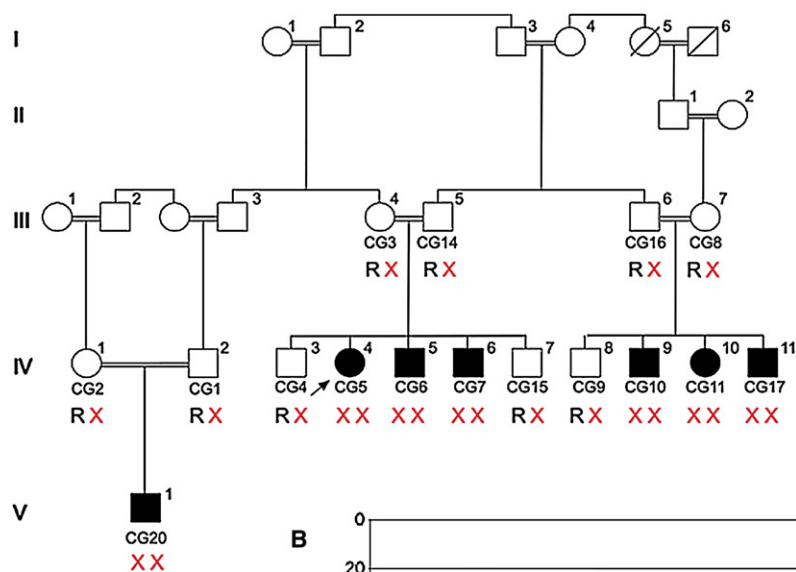 I 1 2 3 4 5 6
II 1 2
III 1 2 3 4 5 6 7
CG3 CG14 CG16 CG8
R X R X R X R X
IV 1 2 3 4 5 6 7 8 9 10 11
CG2 CG1 CG4 CG5 CG6 CG7 CG15 CG9 CG10 CG11 CG17
R X R X R X X X X X X X R X R X X X X X X X
V 1
CG20
X X
B 0
20